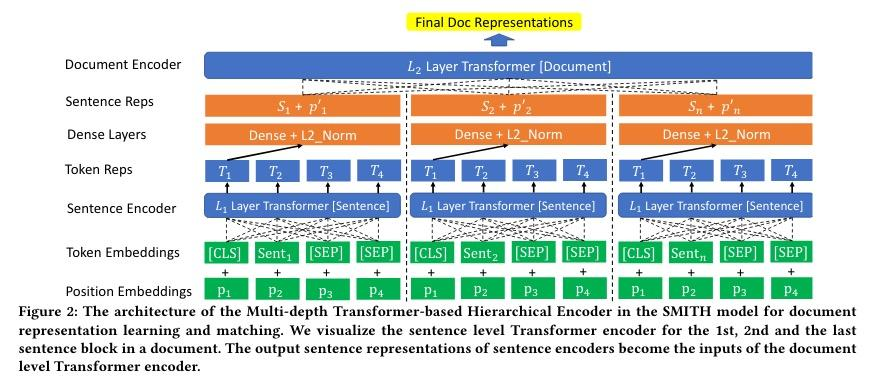 Final Doc Representations
Document Encoder L₂ Layer Transformer [Document]
Sentence Reps S₁ + p′₁ S₂ + p′₂ Sₙ + p′ₙ
Dense Layers Dense + L2_Norm Dense + L2_Norm Dense + L2_Norm
Token Reps T₁ T₂ T₃ T₄ T₁ T₂ T₃ T₄ T₁ T₂ T₃ T₄
Sentence Encoder L₁ Layer Transformer [Sentence] L₁ Layer Transformer [Sentence] L₁ Layer Transformer [Sentence]
Token Embeddings [CLS] Sent₁ [SEP] [SEP] [CLS] Sent₂ [SEP] [SEP] [CLS] Sentₙ [SEP] [SEP]
+ + + + + + + + + + + +
Position Embeddings p₁ p₂ p₃ p₄ p₁ p₂ p₃ p₄ p₁ p₂ p₃ p₄
Figure 2: The architecture of the Multi-depth Transformer-based Hierarchical Encoder in the SMITH model for document
representation learning and matching. We visualize the sentence level Transformer encoder for the 1st, 2nd and the last
sentence block in a document. The output sentence representations of sentence encoders become the inputs of the document
level Transformer encoder.